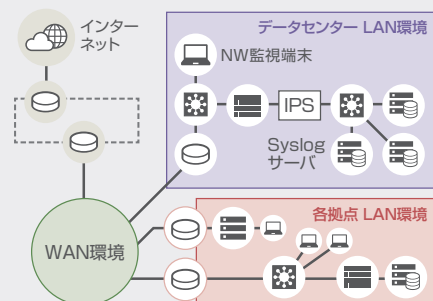 インター
ネット
データセンター LAN環境
NW監視端末
IPS
Syslog
サーバ
WAN環境
各拠点 LAN環境